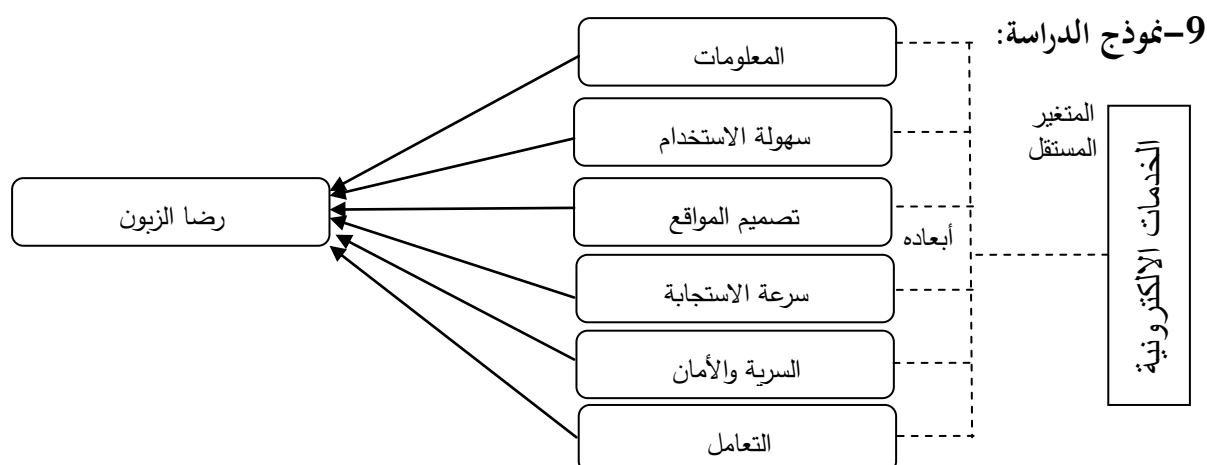 9-نموذج الدراسة:
المتغير
المستقل
الخدمات الالكترونية
أبعاده
المعلومات
سهولة الاستخدام
تصميم المواقع
سرعة الاستجابة
السرية والأمان
التعامل
رضا الزبون